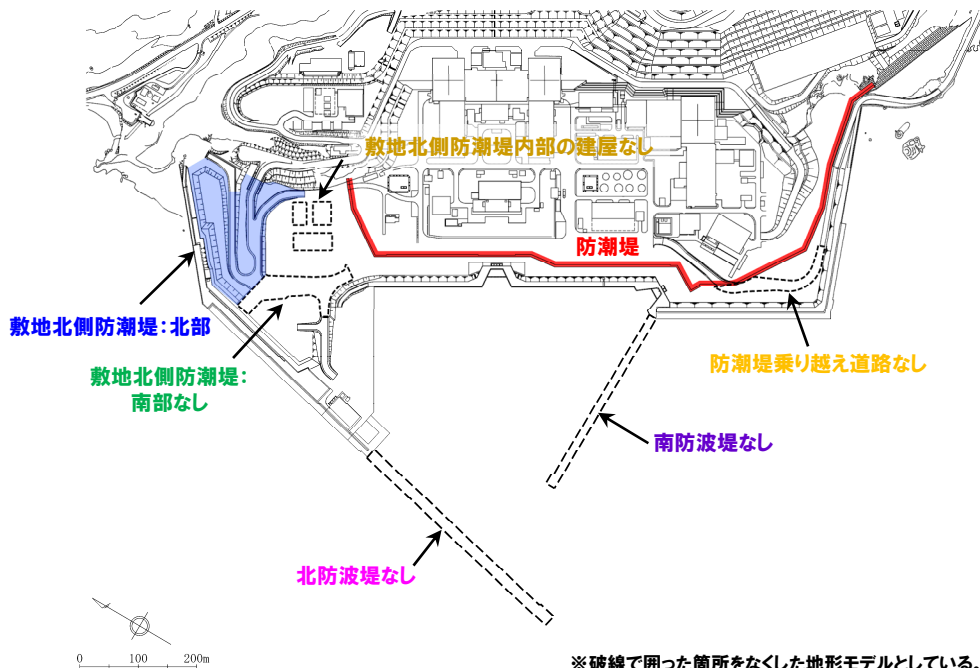 敷地北側防潮堤内部の建屋なし
防潮堤
敷地北側防潮堤：北部
敷地北側防潮堤：
南部なし
防潮堤乗り越え道路なし
南防波堤なし
北防波堤なし
0 100 200m
※破線で囲った箇所をなくした地形モデルとしている。